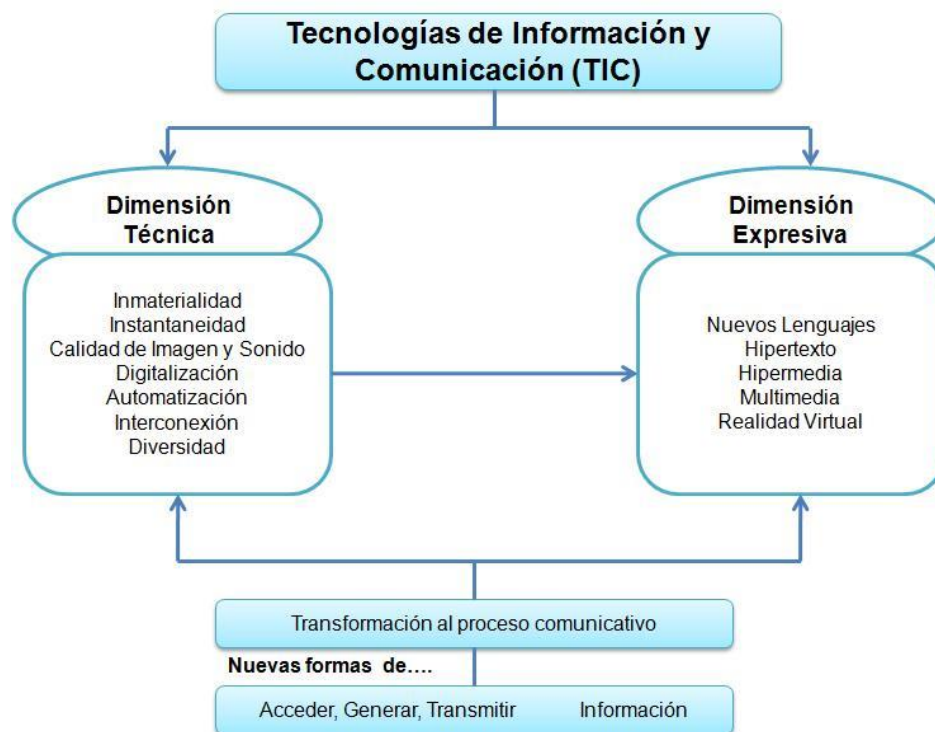 Tecnologías de Información y
Comunicación (TIC)
Dimensión
Técnica
Inmaterialidad
Instantaneidad
Calidad de Imagen y Sonido
Digitalización
Automatización
Interconexión
Diversidad
Dimensión
Expresiva
Nuevos Lenguajes
Hipertexto
Hipermedia
Multimedia
Realidad Virtual
Transformación al proceso comunicativo
Nuevas formas de....
Acceder, Generar, Transmitir Información